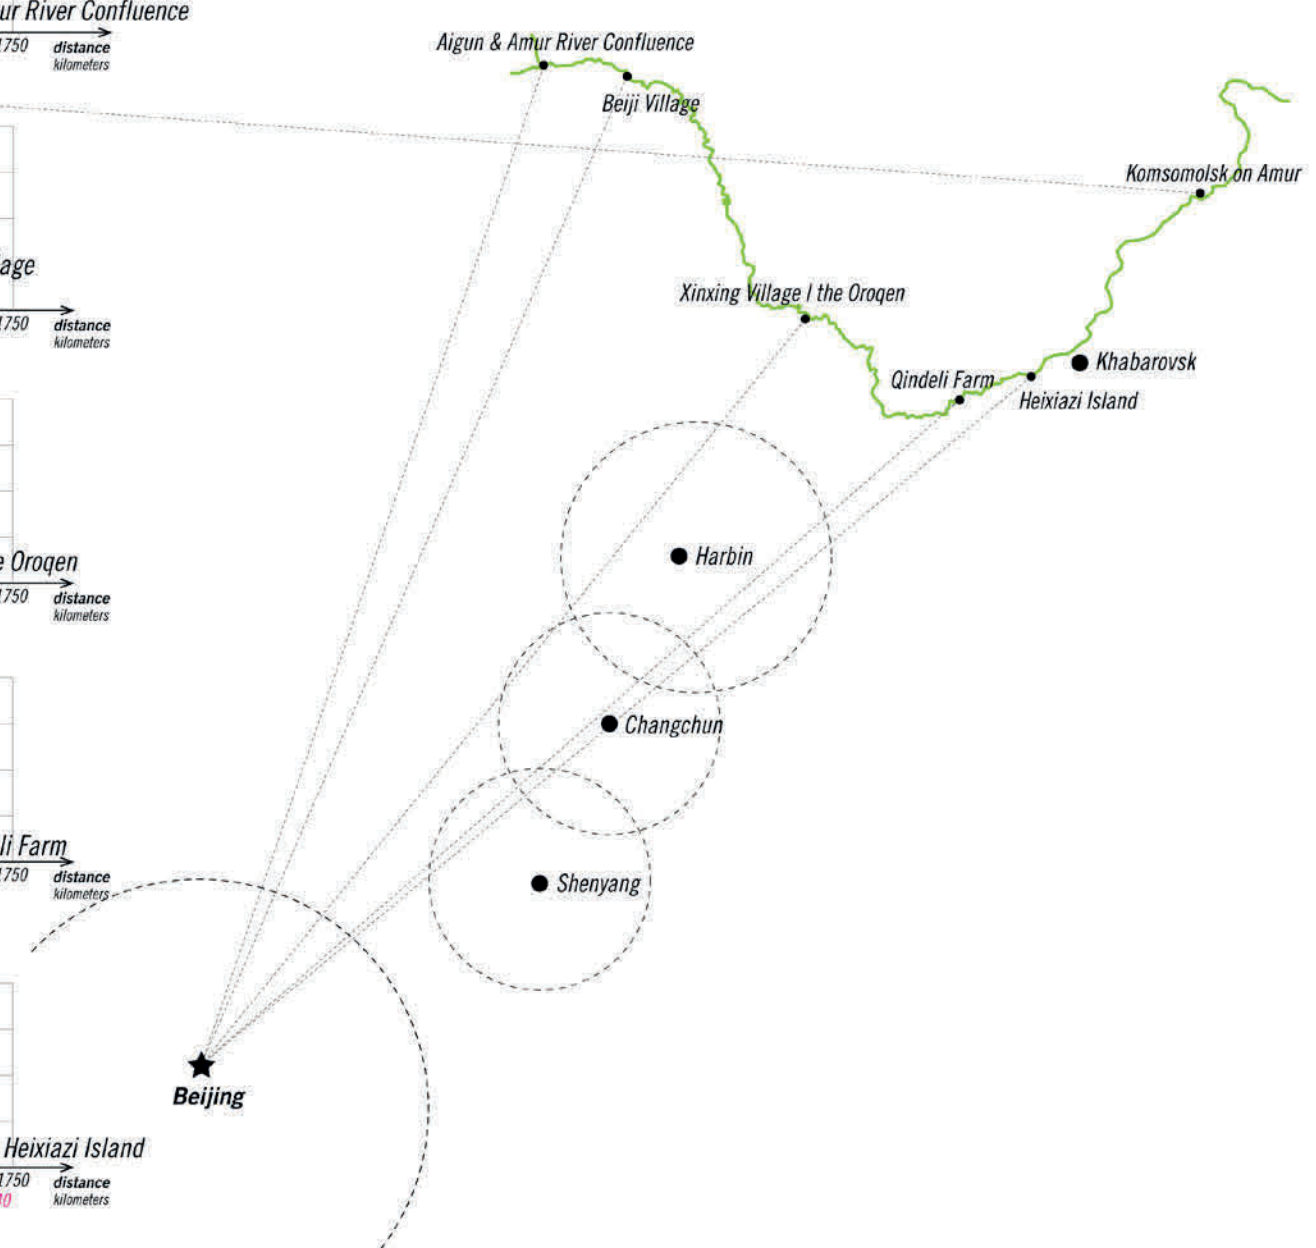 ur River Confluence
1750 distance
kilometers
Aigun & Amur River Confluence
Beiji Village
Komsomolsk on Amur
age
1750 distance
kilometers
Xinxing Village / the Oroqen
Khabarovsk
Qindeli Farm
Heixiazi Island
Harbin
e Oroqen
1750 distance
kilometers
Changchun
li Farm
1750 distance
kilometers
Shenyang
Beijing
Heixiazi Island
1750 distance
kilometers